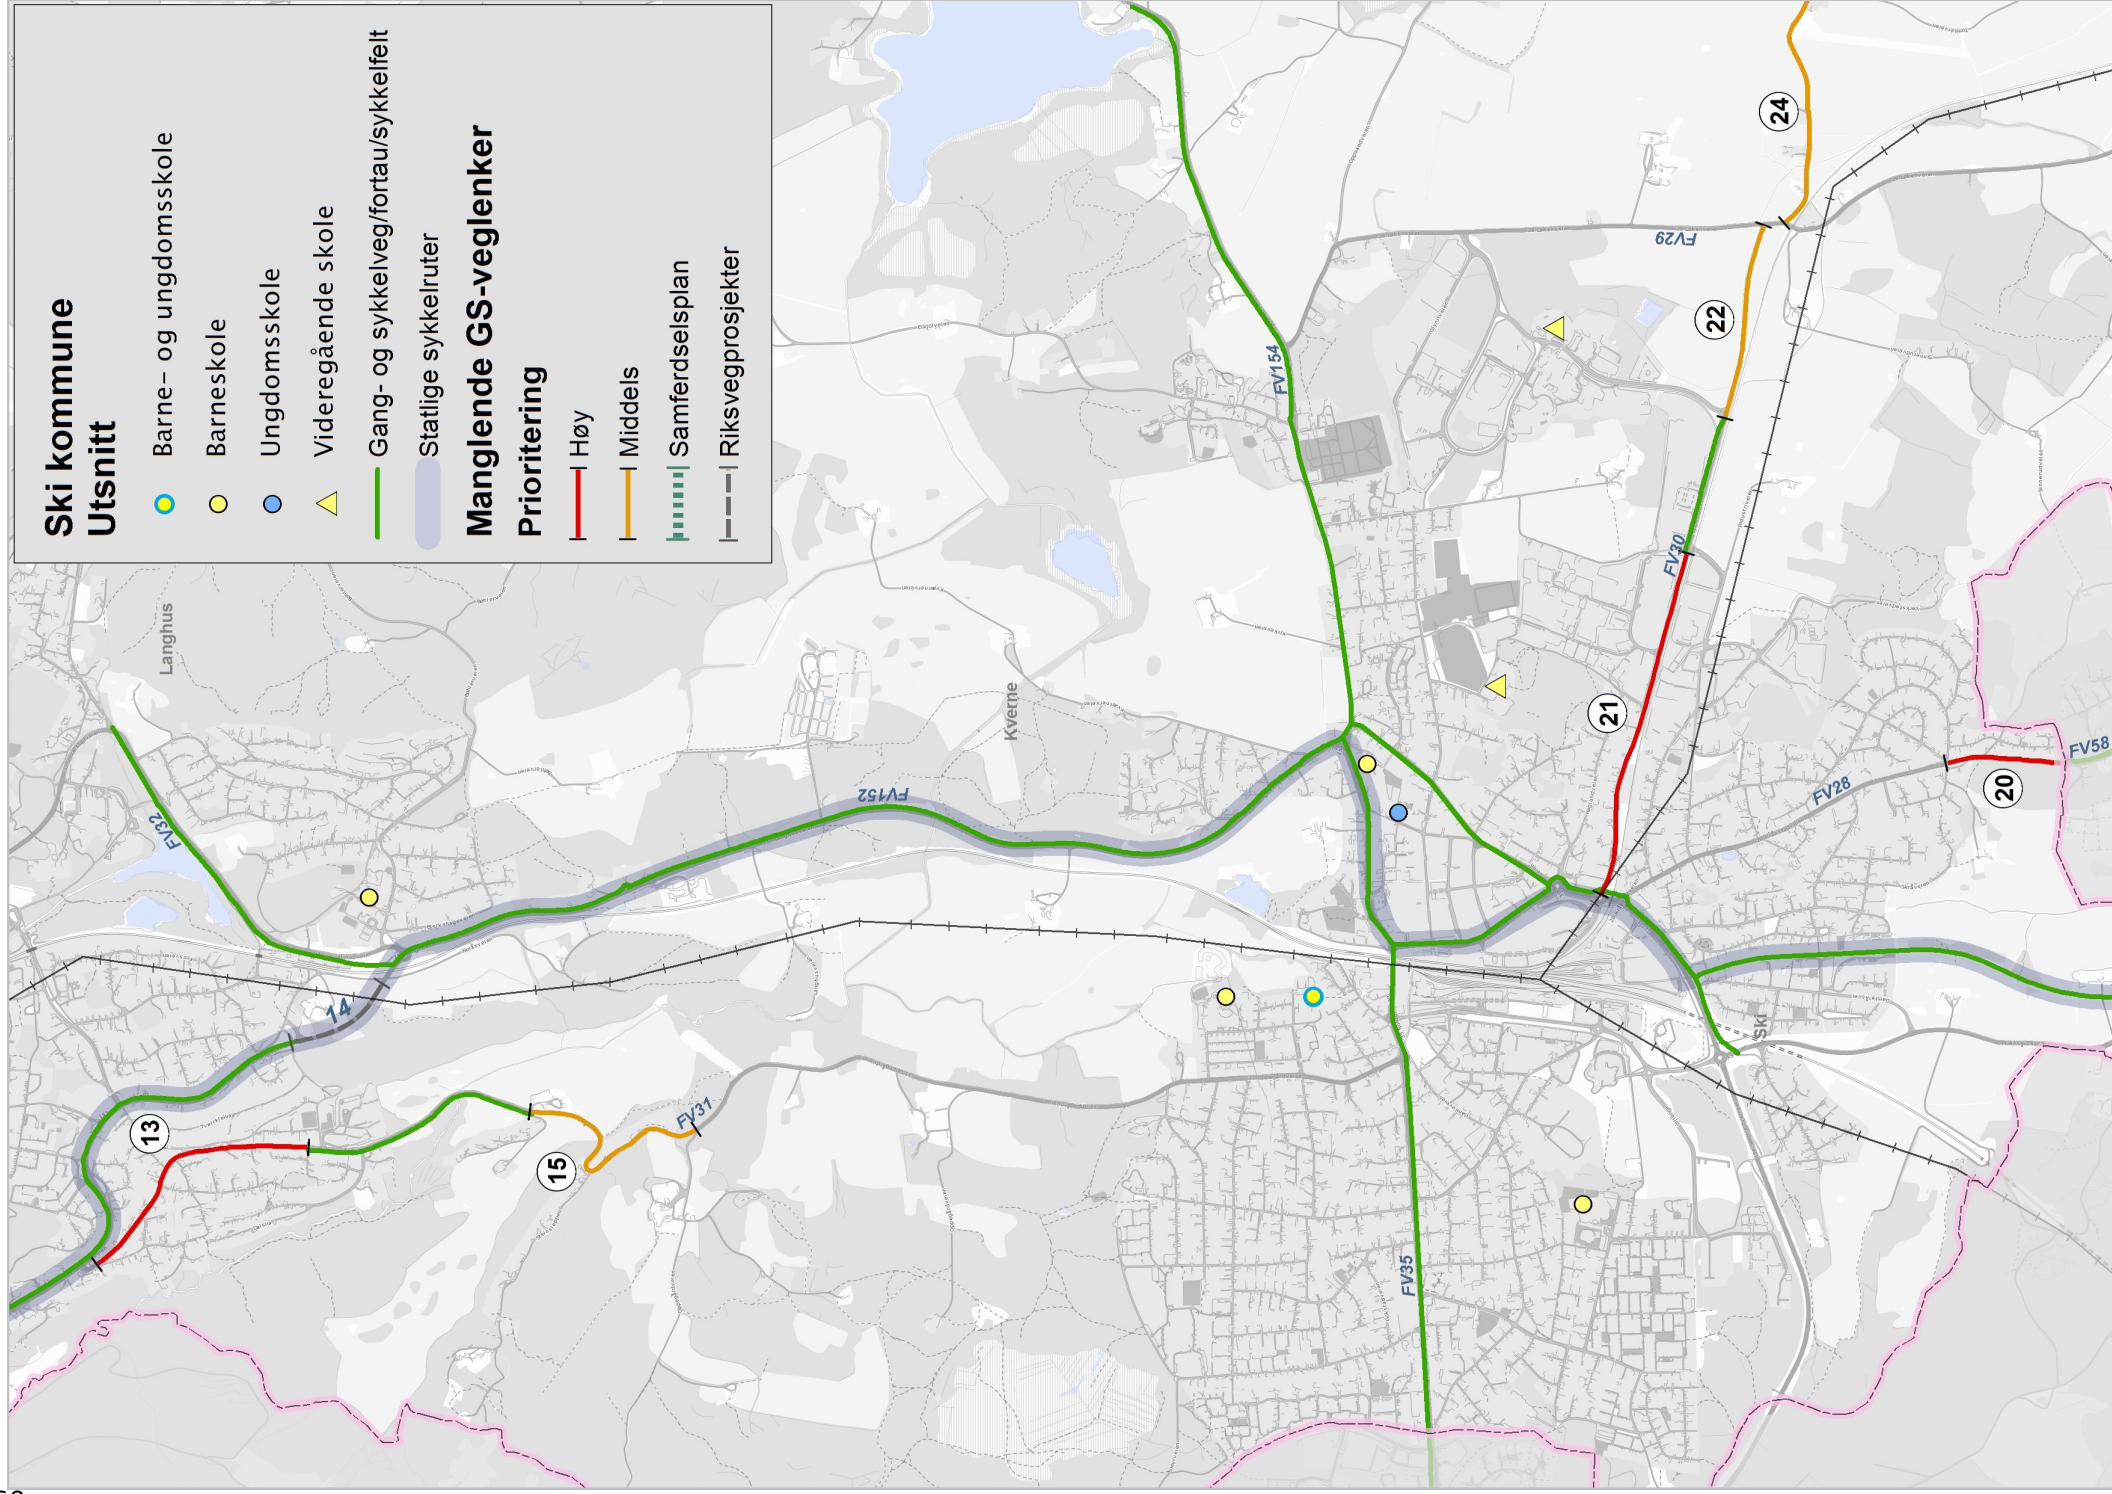 Ski kommune
Utsnitt
Barne- og ungdomsskole
Barneskole
Ungdomsskole
Videregående skole
Gang- og sykkelveg/fortau/sykkelfelt
Statlige sykkelruter
Manglende GS-veglenker
Prioritering
Høy
Middels
Samferdselsplan
Riksvegprosjekter
Langhus
FV32
14
13
15
FV31
FV152
Kverne
FV154
FV29
24
22
FV30
21
FV28
20
FV58
Ski
FV35